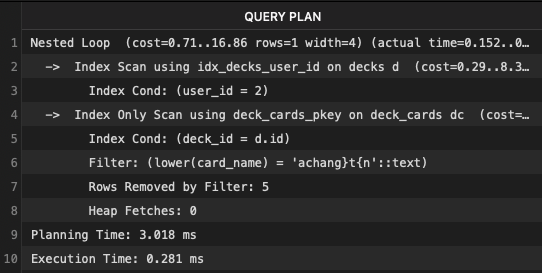 QUERY PLAN
1 Nested Loop  (cost=0.71..16.86 rows=1 width=4) (actual time=0.152..0…
2   ->  Index Scan using idx_decks_user_id on decks d  (cost=0.29..8.3…
3         Index Cond: (user_id = 2)
4   ->  Index Only Scan using deck_cards_pkey on deck_cards dc  (cost=…
5         Index Cond: (deck_id = d.id)
6         Filter: (lower(card_name) = 'achang}t{n'::text)
7         Rows Removed by Filter: 5
8         Heap Fetches: 0
9 Planning Time: 3.018 ms
10 Execution Time: 0.281 ms